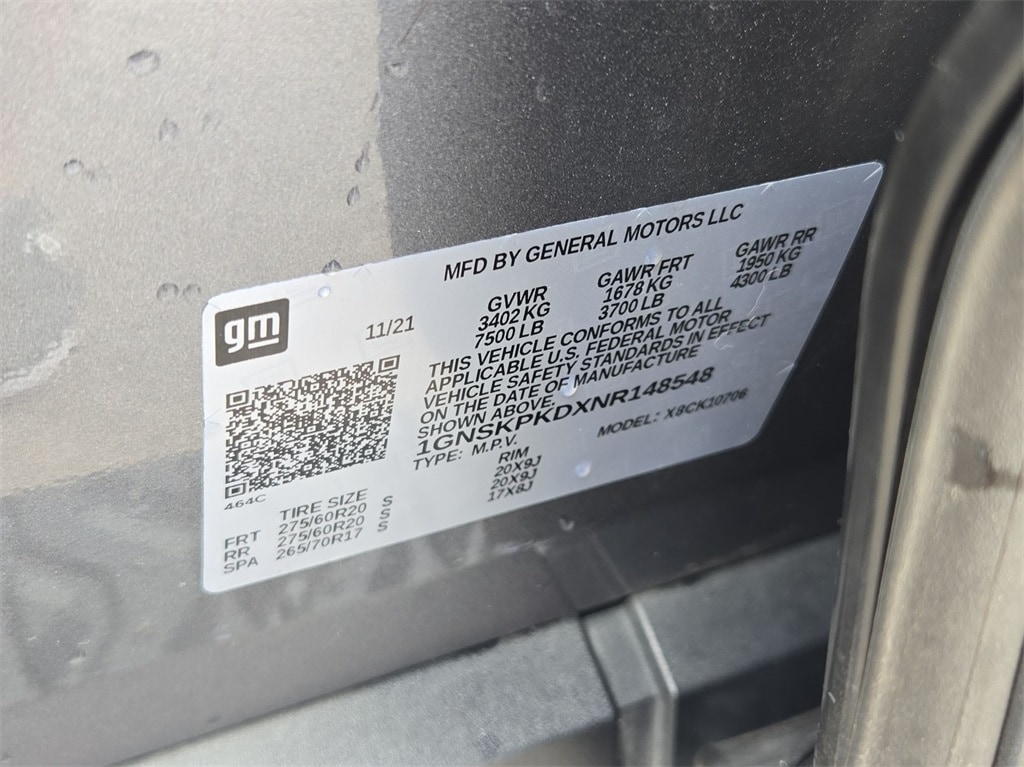 MFD BY GENERAL MOTORS LLC
gm
11/21
GVWR GAWR FRT GAWR RR
3402 KG 1678 KG 1950 KG
7500 LB 3700 LB 4300 LB
THIS VEHICLE CONFORMS TO ALL
APPLICABLE U.S. FEDERAL MOTOR
VEHICLE SAFETY STANDARDS IN EFFECT
ON THE DATE OF MANUFACTURE
SHOWN ABOVE.
1GNSKPKDXNR148548
TYPE: M.P.V. MODEL: X8CK10706
464C
TIRE SIZE RIM
FRT 275/60R20 S 20X9J
RR 275/60R20 S 20X9J
SPA 265/70R17 S 17X8J